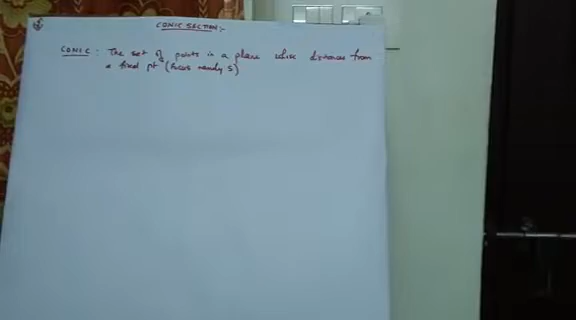 CONIC SECTION:-
CONIC : The set of points in a plane whose distances from
a fixed pt (focus namely S)